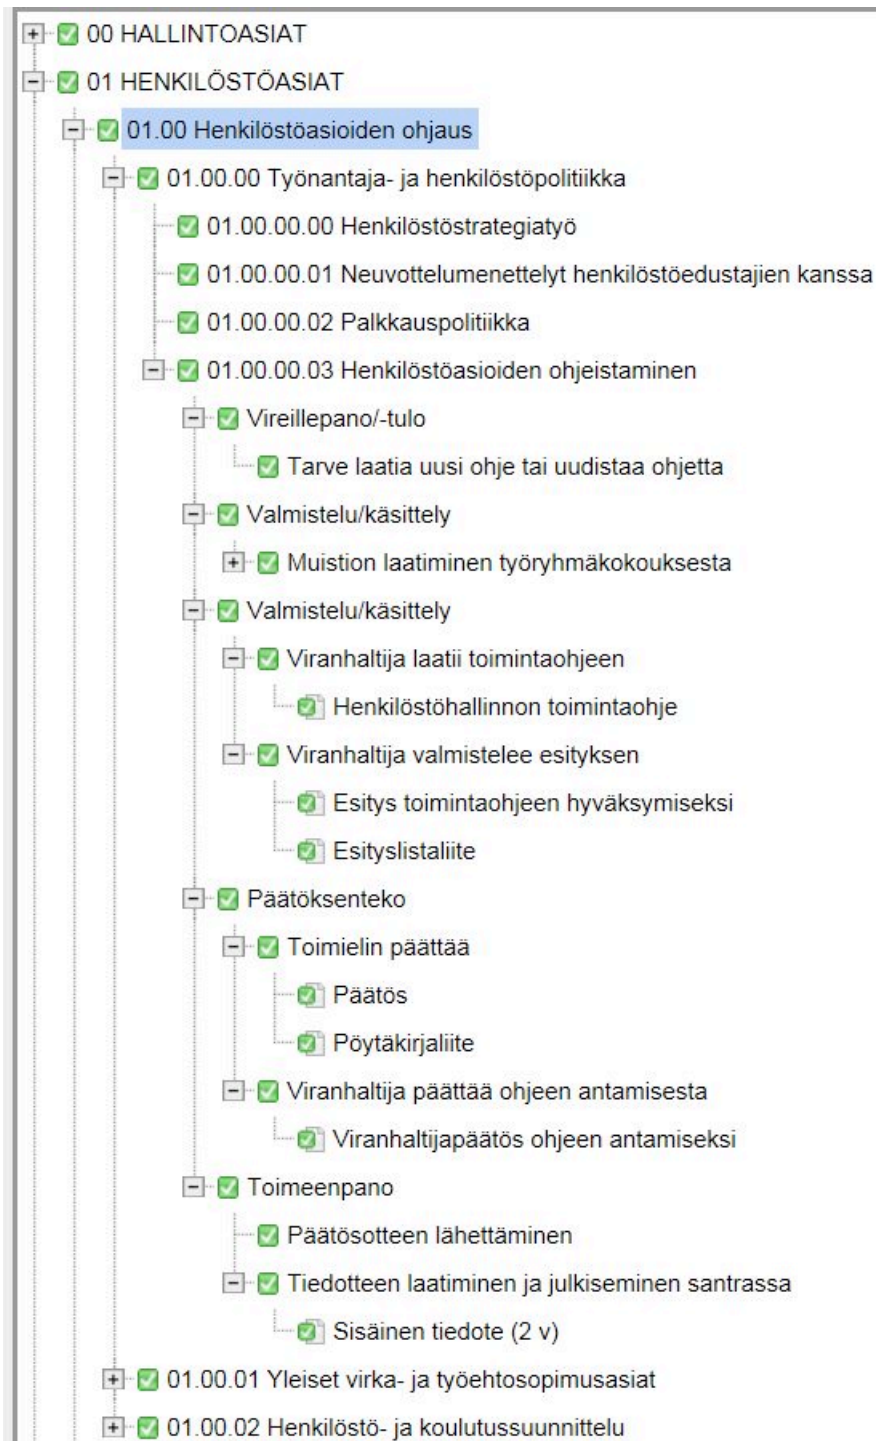 00 HALLINTOASIAT
01 HENKILÖSTÖASIAT
01.00 Henkilöstöasioiden ohjaus
01.00.00 Työnantaja- ja henkilöstöpolitiikka
01.00.00.00 Henkilöstöstrategiatyö
01.00.00.01 Neuvottelumenettelyt henkilöstöedustajien kanssa
01.00.00.02 Palkkauspolitiikka
01.00.00.03 Henkilöstöasioiden ohjeistaminen
Vireillepano/-tulo
Tarve laatia uusi ohje tai uudistaa ohjetta
Valmistelu/käsittely
Muistion laatiminen työryhmäkokouksesta
Valmistelu/käsittely
Viranhaltija laatii toimintaohjeen
Henkilöstöhallinnon toimintaohje
Viranhaltija valmistelee esityksen
Esitys toimintaohjeen hyväksymiseksi
Esityslistaliite
Päätöksenteko
Toimielin päättää
Päätös
Pöytäkirjaliite
Viranhaltija päättää ohjeen antamisesta
Viranhaltijapäätös ohjeen antamiseksi
Toimeenpano
Päätösotteen lähettäminen
Tiedotteen laatiminen ja julkiseminen santrassa
Sisäinen tiedote (2 v)
01.00.01 Yleiset virka- ja työehtosopimusasiat
01.00.02 Henkilöstö- ja koulutussuunnittelu